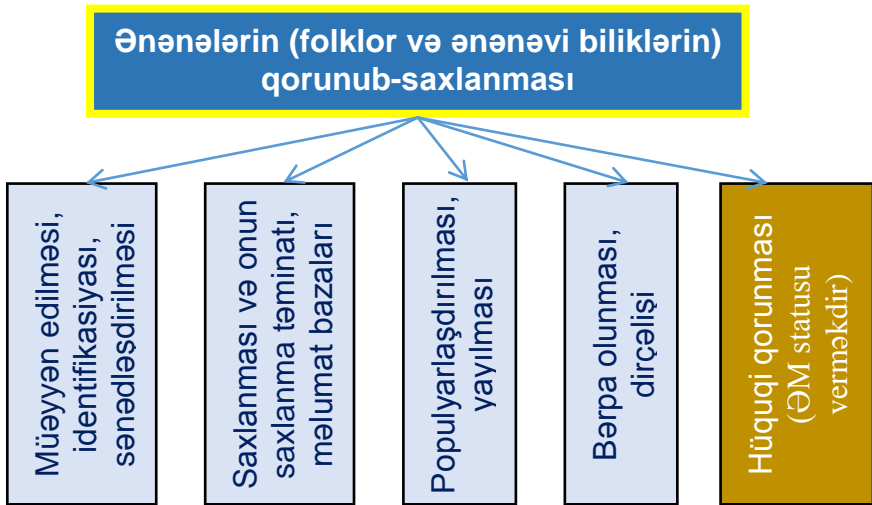 Ənənələrin (folklor və ənənəvi biliklərin)
qorunub-saxlanması
Müəyyən edilməsi,
identifikasiyası,
sənədləşdirilməsi
Saxlanması və onun
saxlanma təminatı,
məlumat bazaları
Populyarlaşdırılması,
yayılması
Bərpa olunması,
dirçəlişi
Hüquqi qorunması
(ƏM statusu
verməkdir)